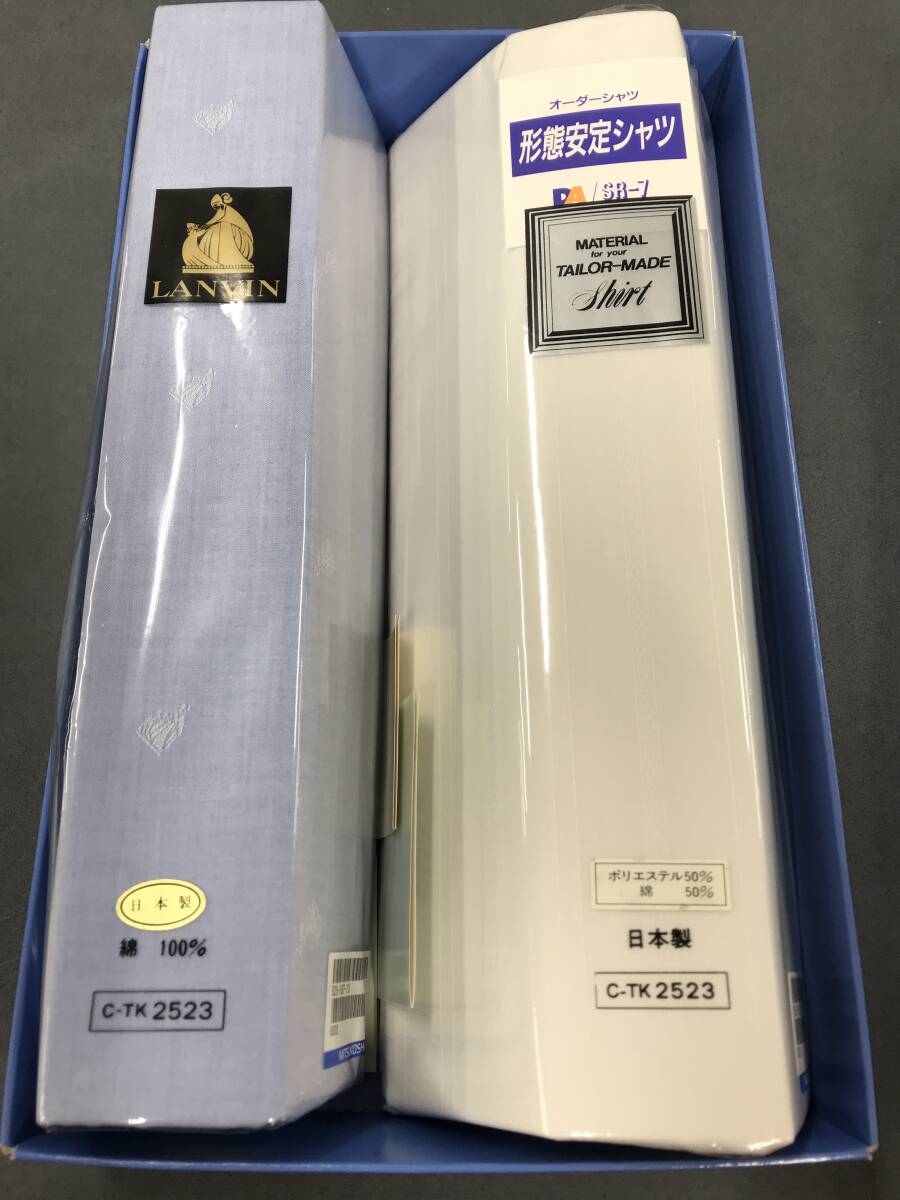 LANVIN
日本製
綿 100%
C-TK 2523
MITSUKOSHI
オーダーシャツ
形態安定シャツ
DA/SR-7
MATERIAL
for your
TAILOR-MADE
Shirt
ポリエステル50%
綿 50%
日本製
C-TK 2523